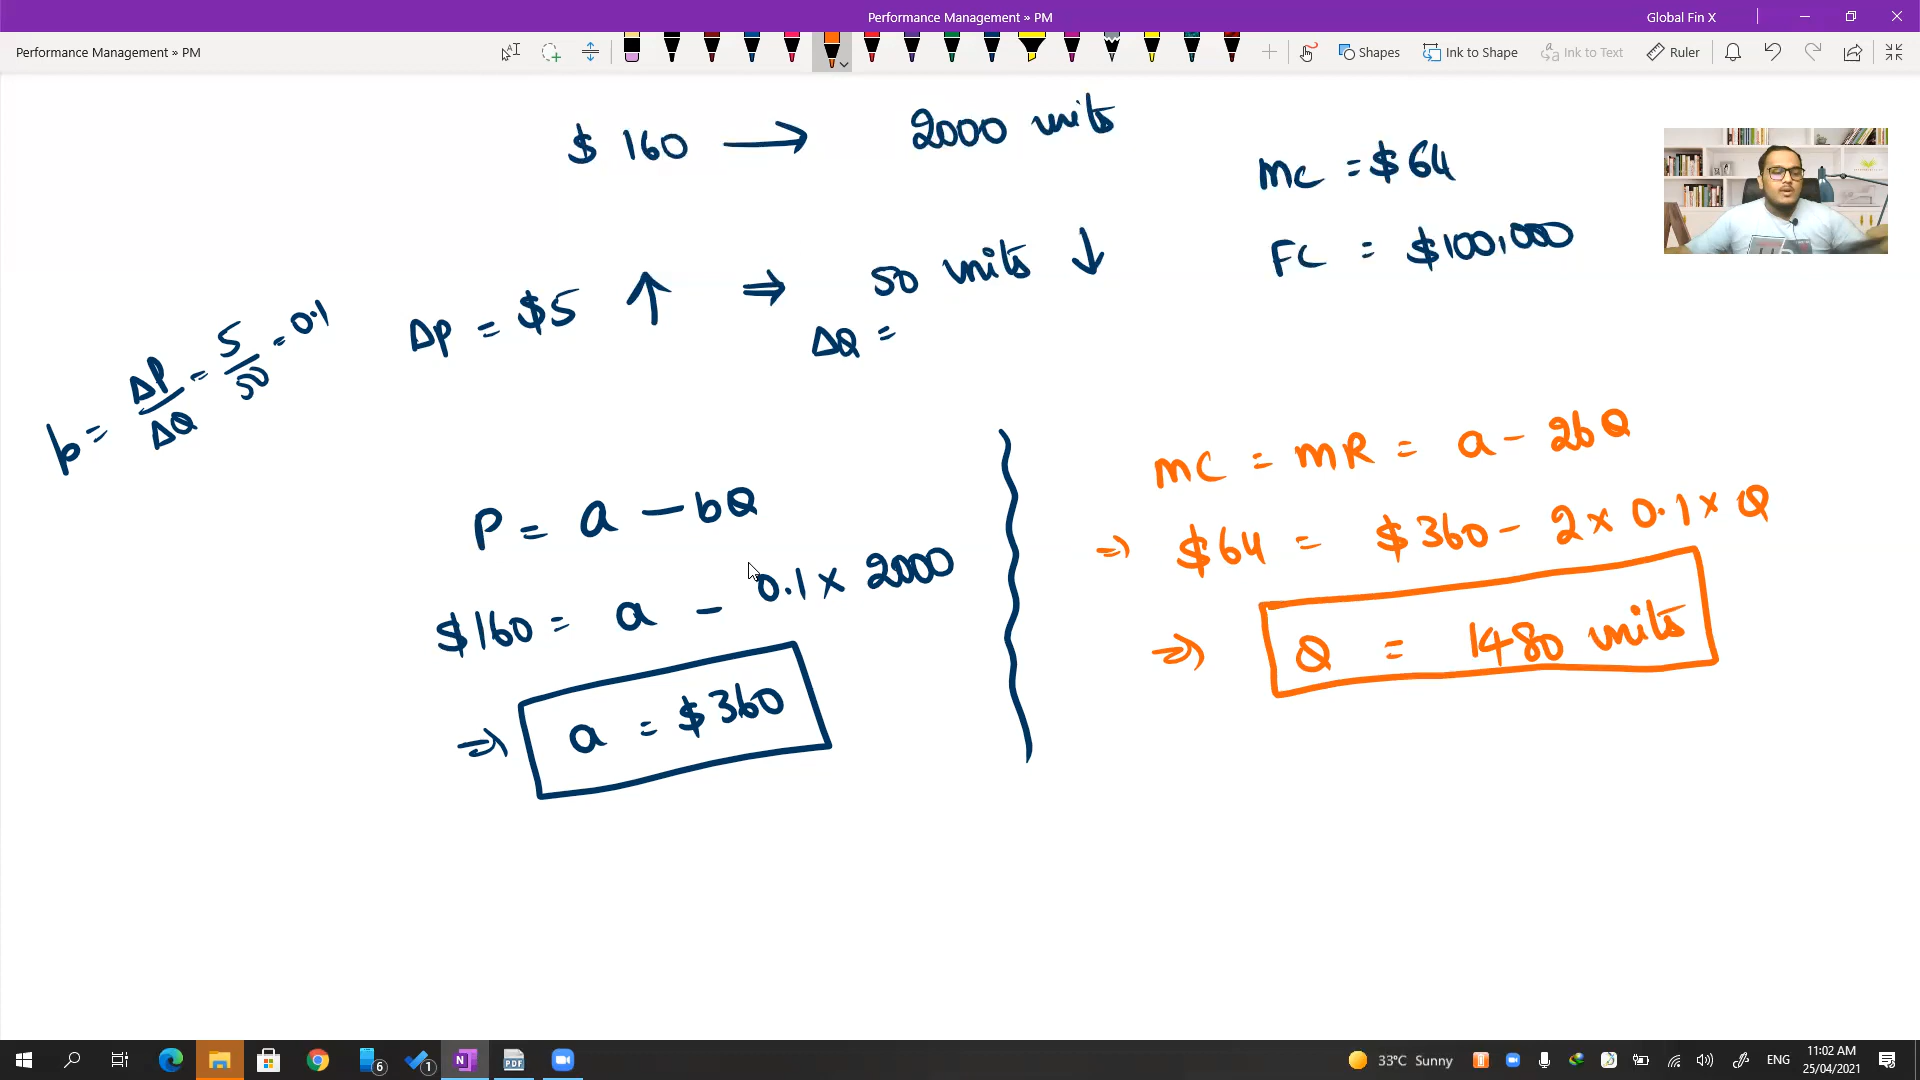 Performance Management » PM
Global Fin X
Performance Management » PM
Shapes
Ink to Shape
Ink to Text
Ruler
$ 160 → 2000 units
MC = $64
FC = $100,000
ΔP = $5 ↑ ⇒ 50 units ↓
ΔQ =
b = ΔP/ΔQ = 5/50 = 0.1
P = a - bQ
$160 = a - 0.1 x 2000
⇒ a = $360
MC = MR = a - 2bQ
⇒ $64 = $360 - 2 x 0.1 x Q
⇒ Q = 1480 units
6
1
N
PDF
33°C Sunny
ENG
11:02 AM
25/04/2021